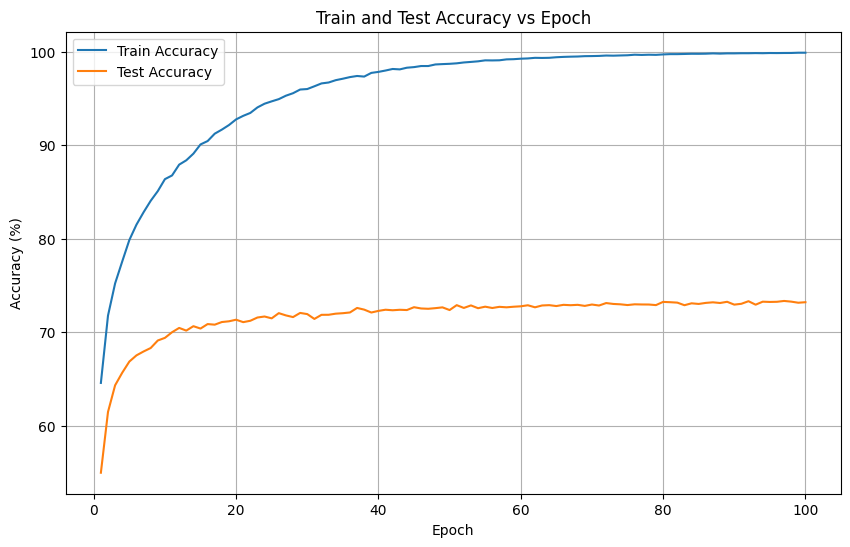 Train and Test Accuracy vs Epoch
Train Accuracy
Test Accuracy
100
90
80
70
60
Accuracy (%)
0 20 40 60 80 100
Epoch